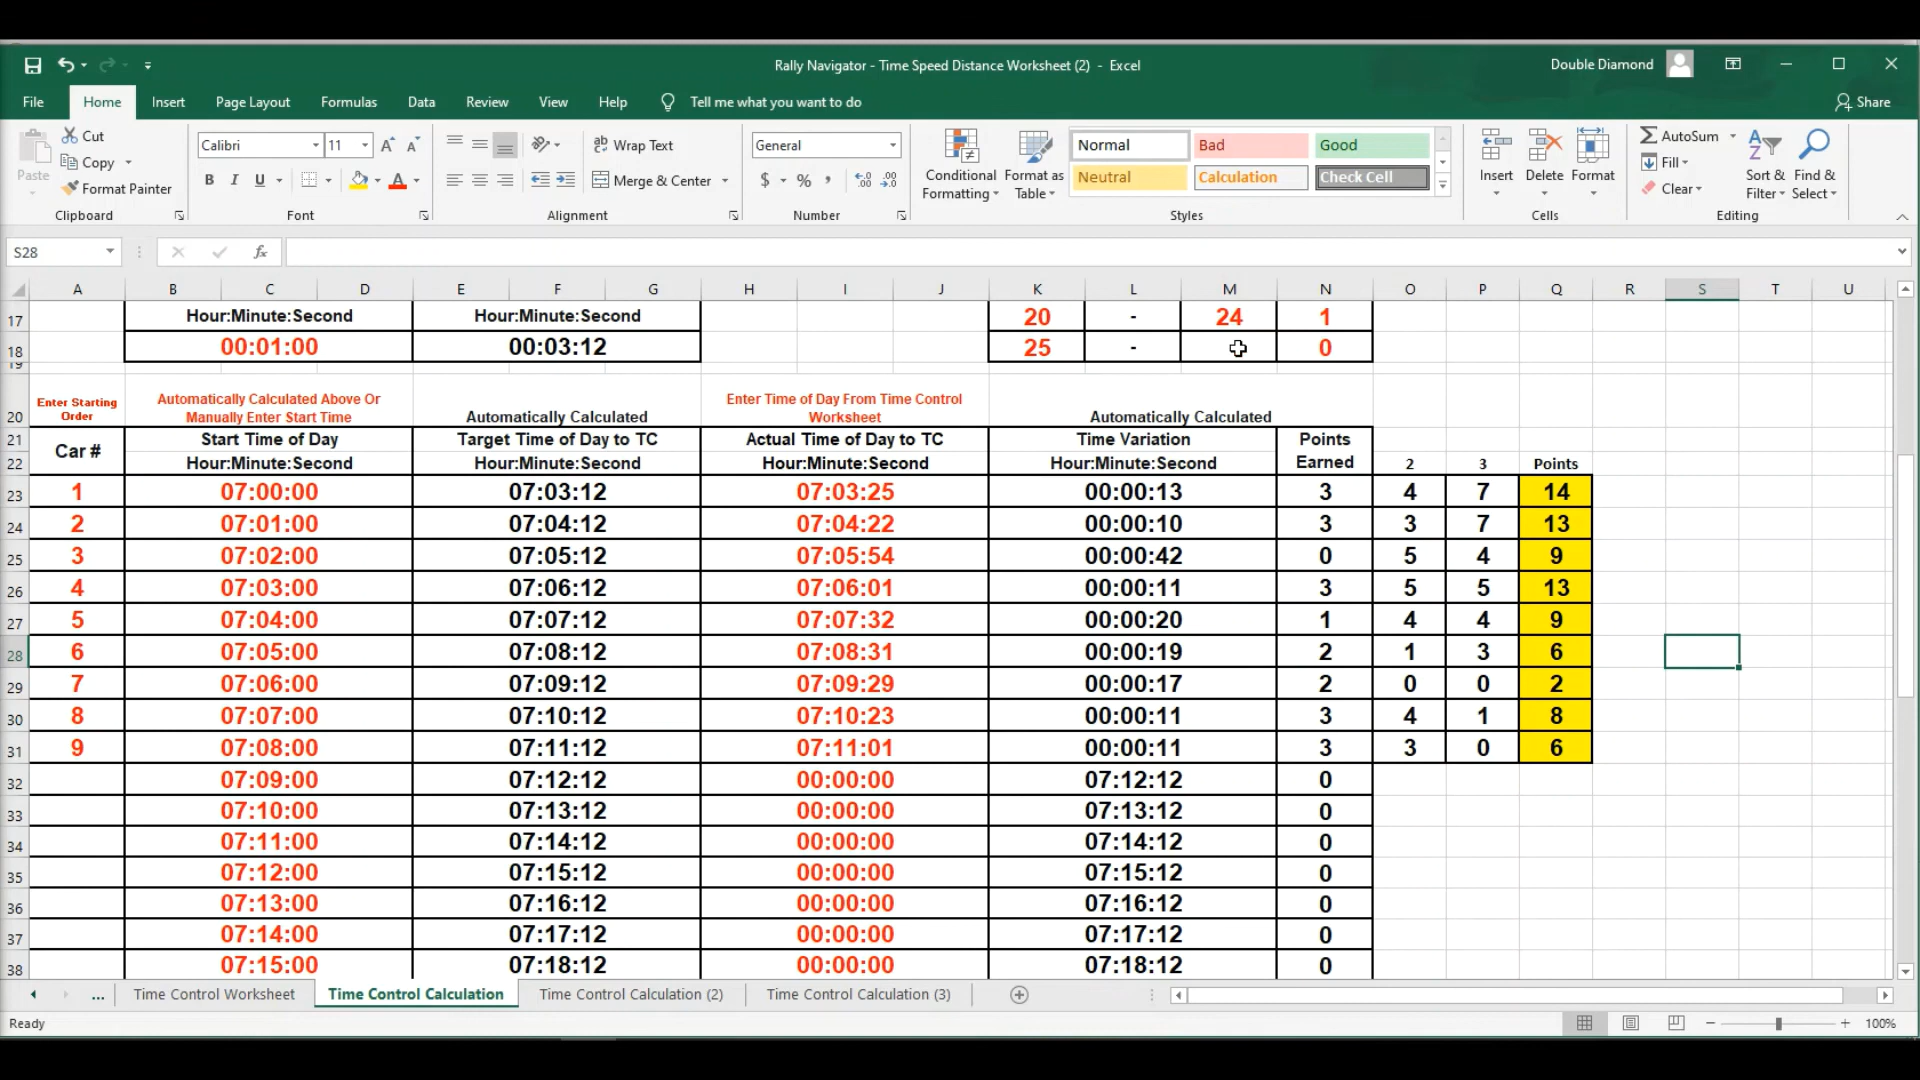 Rally Navigator - Time Speed Distance Worksheet (2) - Excel
Double Diamond
File Home Insert Page Layout Formulas Data Review View Help Tell me what you want to do Share
Paste Cut Copy Format Painter
Calibri 11 B I U
Wrap Text Merge & Center
General $ % ,
Conditional Formatting Format as Table
Normal Bad Good
Neutral Calculation Check Cell
Insert Delete Format
AutoSum Fill Clear
Sort & Filter Find & Select
Clipboard Font Alignment Number Styles Cells Editing
S28 fx
A B C D E F G H I J K L M N O P Q R S T U
17 Hour:Minute:Second Hour:Minute:Second 20 - 24 1
18 00:01:00 00:03:12 25 - 0
19
20 Enter Starting Order Automatically Calculated Above Or Manually Enter Start Time Automatically Calculated Enter Time of Day From Time Control Worksheet Automatically Calculated
21 Car # Start Time of Day Target Time of Day to TC Actual Time of Day to TC Time Variation Points
22 Hour:Minute:Second Hour:Minute:Second Hour:Minute:Second Hour:Minute:Second Earned 2 3 Points
23 1 07:00:00 07:03:12 07:03:25 00:00:13 3 4 7 14
24 2 07:01:00 07:04:12 07:04:22 00:00:10 3 3 7 13
25 3 07:02:00 07:05:12 07:05:54 00:00:42 0 5 4 9
26 4 07:03:00 07:06:12 07:06:01 00:00:11 3 5 5 13
27 5 07:04:00 07:07:12 07:07:32 00:00:20 1 4 4 9
28 6 07:05:00 07:08:12 07:08:31 00:00:19 2 1 3 6
29 7 07:06:00 07:09:12 07:09:29 00:00:17 2 0 0 2
30 8 07:07:00 07:10:12 07:10:23 00:00:11 3 4 1 8
31 9 07:08:00 07:11:12 07:11:01 00:00:11 3 3 0 6
32 07:09:00 07:12:12 00:00:00 07:12:12 0
33 07:10:00 07:13:12 00:00:00 07:13:12 0
34 07:11:00 07:14:12 00:00:00 07:14:12 0
35 07:12:00 07:15:12 00:00:00 07:15:12 0
36 07:13:00 07:16:12 00:00:00 07:16:12 0
37 07:14:00 07:17:12 00:00:00 07:17:12 0
38 07:15:00 07:18:12 00:00:00 07:18:12 0
... Time Control Worksheet Time Control Calculation Time Control Calculation (2) Time Control Calculation (3)
Ready 100%